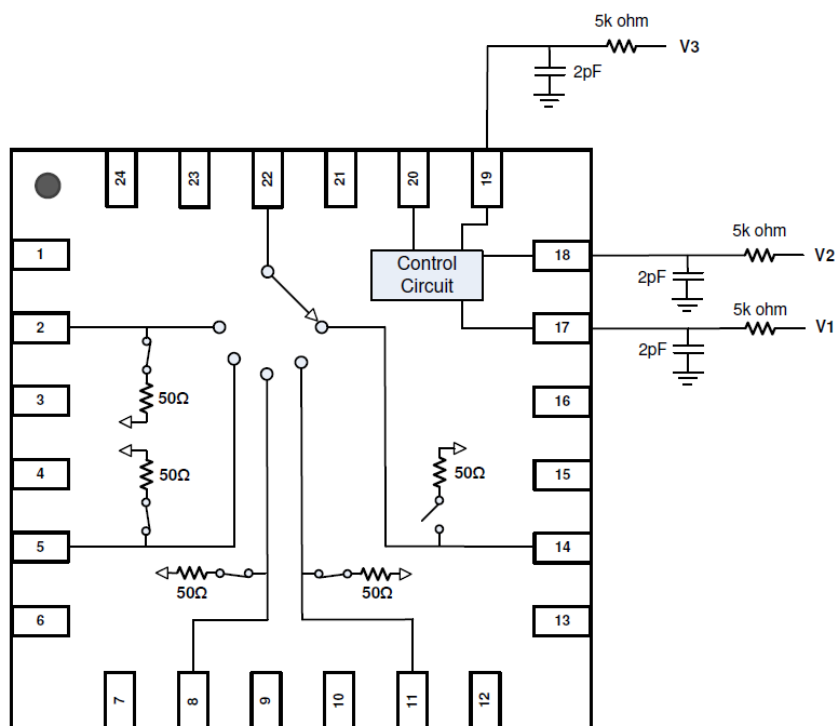 5k ohm
V3
2pF
24
23
22
21
20
19
1
Control
Circuit
18
5k ohm
V2
2pF
2
17
5k ohm
V1
2pF
3
50Ω
16
4
50Ω
50Ω
15
5
14
50Ω
50Ω
6
13
7
8
9
10
11
12